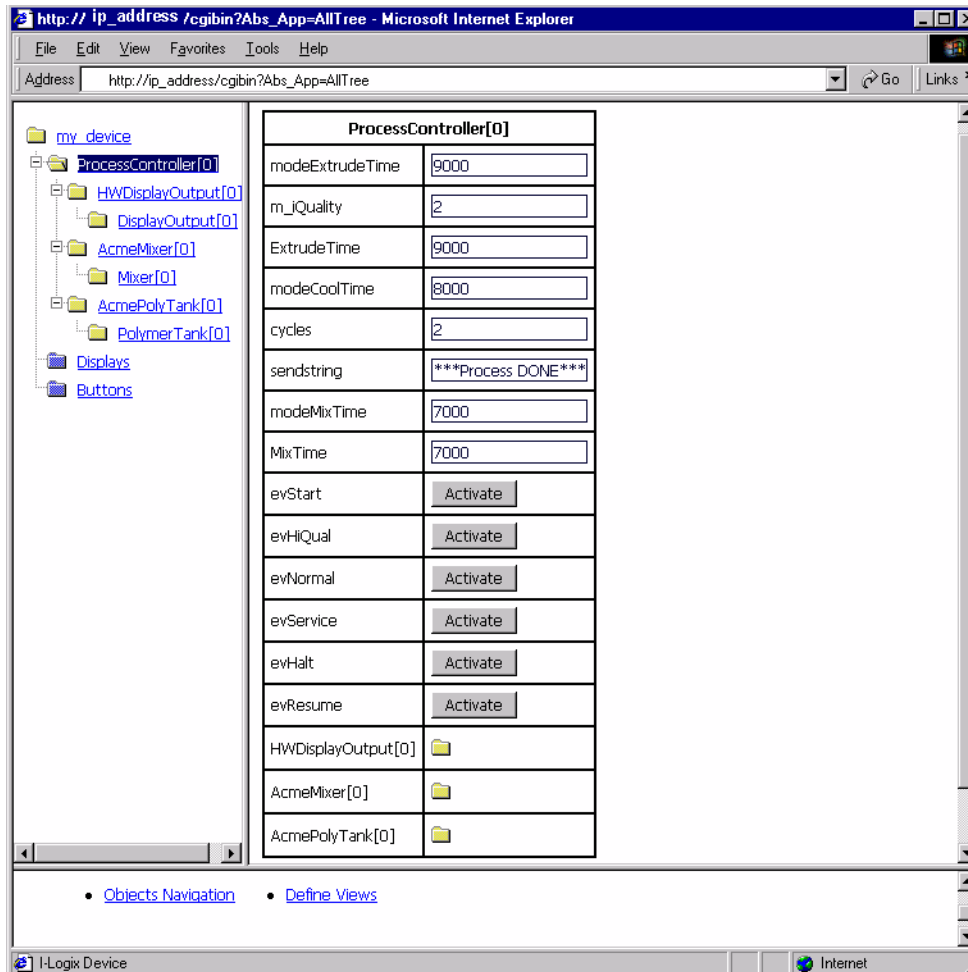 http:// ip_address /cgibin?Abs_App=AllTree - Microsoft Internet Explorer
File Edit View Favorites Tools Help
Address http://ip_address/cgibin?Abs_App=AllTree Go Links
my_device
ProcessController[0]
HWDisplayOutput[0]
DisplayOutput[0]
AcmeMixer[0]
Mixer[0]
AcmePolyTank[0]
PolymerTank[0]
Displays
Buttons
ProcessController[0]
modeExtrudeTime 9000
m_iQuality 2
ExtrudeTime 9000
modeCoolTime 8000
cycles 2
sendstring ***Process DONE***
modeMixTime 7000
MixTime 7000
evStart Activate
evHiQual Activate
evNormal Activate
evService Activate
evHalt Activate
evResume Activate
HWDisplayOutput[0]
AcmeMixer[0]
AcmePolyTank[0]
• Objects Navigation • Define Views
I-Logix Device Internet